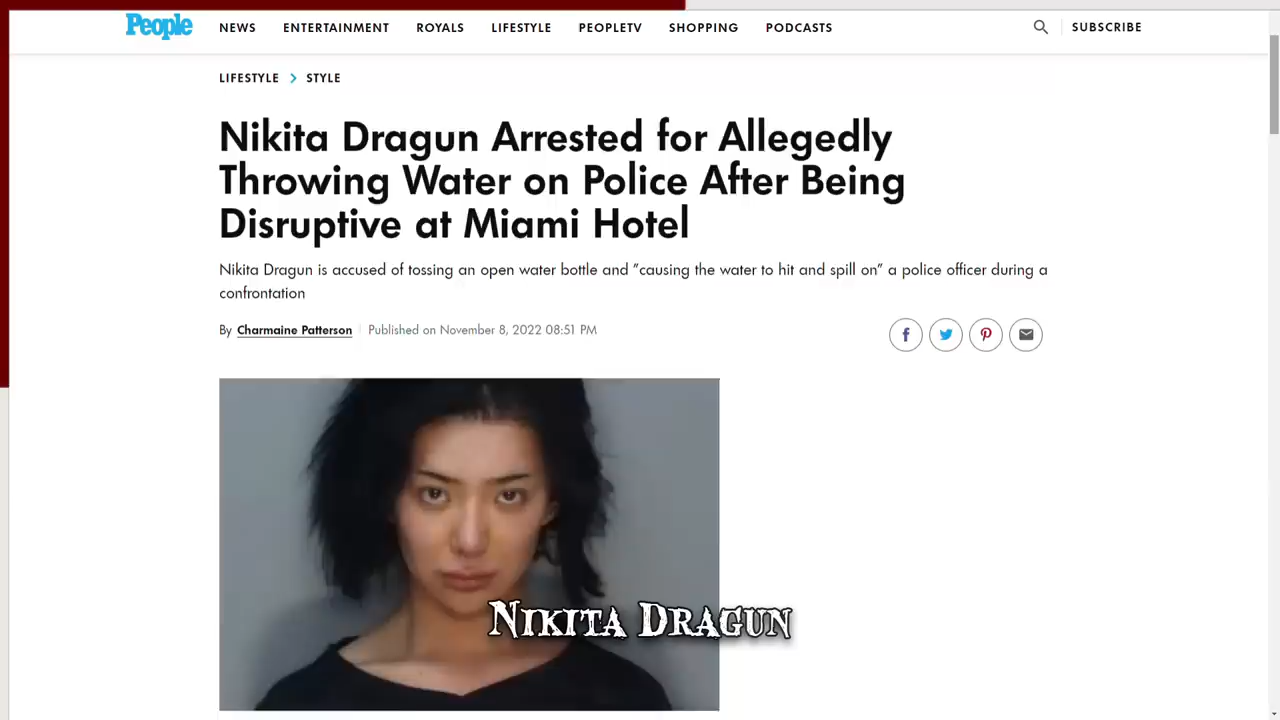 People NEWS ENTERTAINMENT ROYALS LIFESTYLE PEOPLETV SHOPPING PODCASTS SUBSCRIBE
LIFESTYLE > STYLE
Nikita Dragun Arrested for Allegedly
Throwing Water on Police After Being
Disruptive at Miami Hotel
Nikita Dragun is accused of tossing an open water bottle and "causing the water to hit and spill on" a police officer during a
confrontation
By Charmaine Patterson Published on November 8, 2022 08:51 PM
NIKITA DRAGUN